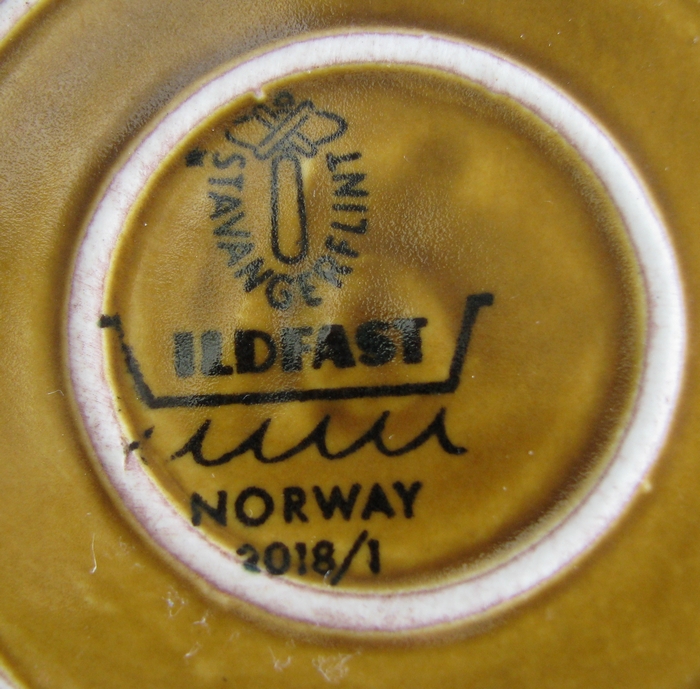 STAVANGERFLINT
ILDFAST
NORWAY
2018/1